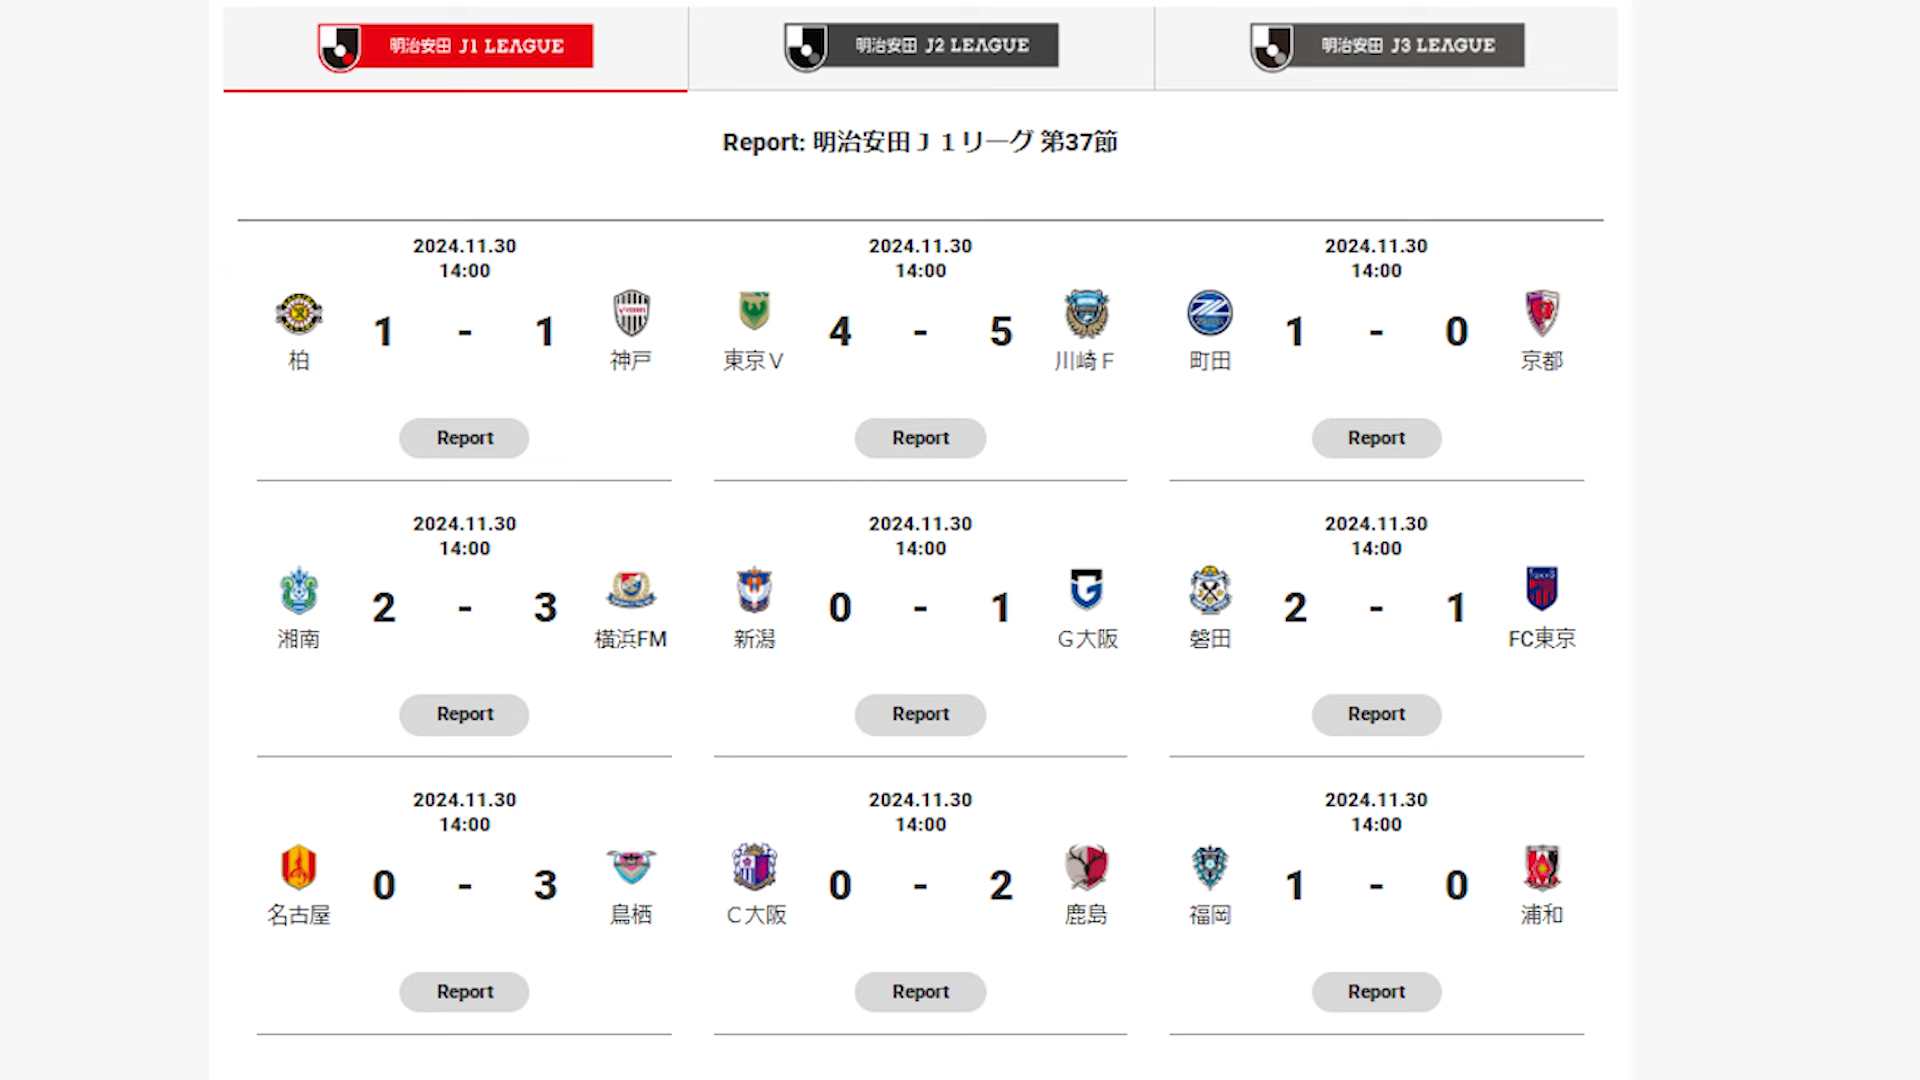 明治安田 J1 LEAGUE
明治安田 J2 LEAGUE
明治安田 J3 LEAGUE
Report: 明治安田Ｊ１リーグ 第37節
2024.11.30
14:00
柏 1 - 1 神戸
Report
2024.11.30
14:00
東京Ｖ 4 - 5 川崎Ｆ
Report
2024.11.30
14:00
町田 1 - 0 京都
Report
2024.11.30
14:00
湘南 2 - 3 横浜FM
Report
2024.11.30
14:00
新潟 0 - 1 Ｇ大阪
Report
2024.11.30
14:00
磐田 2 - 1 FC東京
Report
2024.11.30
14:00
名古屋 0 - 3 鳥栖
Report
2024.11.30
14:00
Ｃ大阪 0 - 2 鹿島
Report
2024.11.30
14:00
福岡 1 - 0 浦和
Report